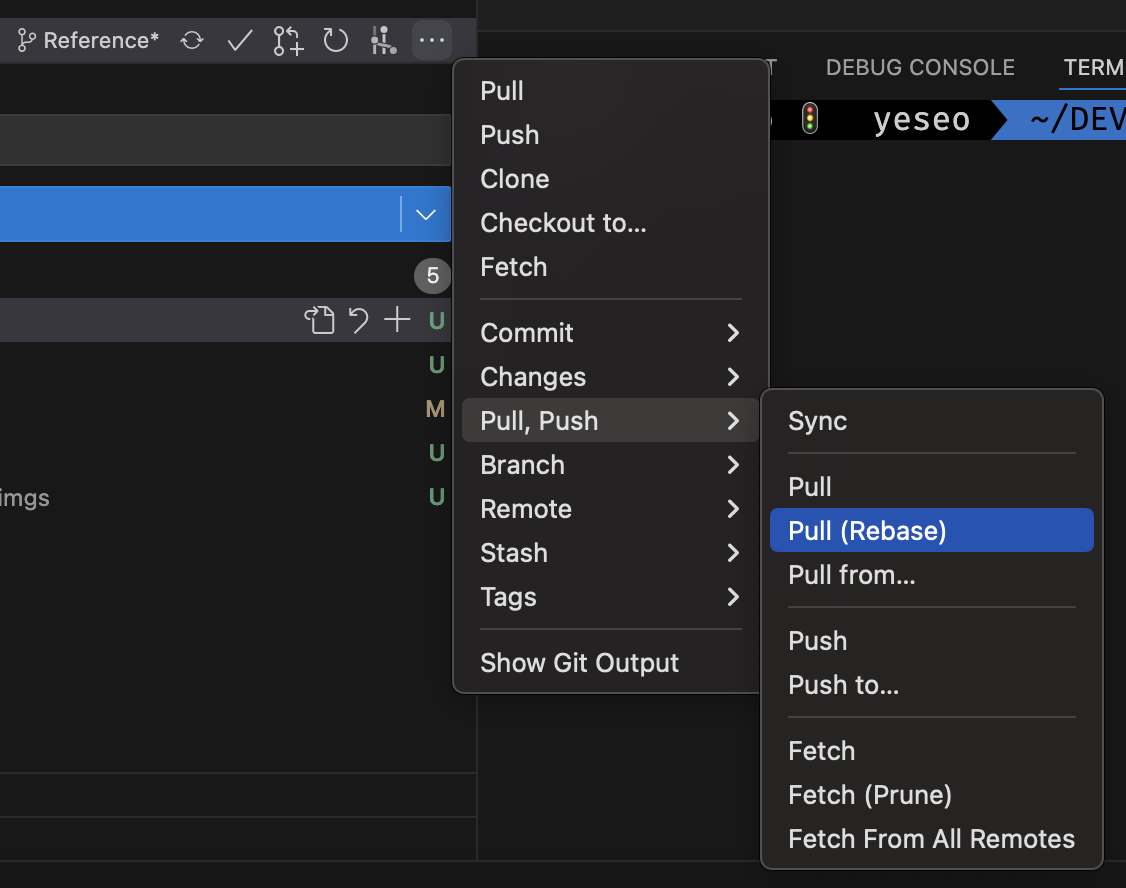 Reference*
DEBUG CONSOLE
TERM
yeseo
~/DEV
5
U
U
M
U
imgs
U
Pull
Push
Clone
Checkout to...
Fetch
Commit
Changes
Pull, Push
Branch
Remote
Stash
Tags
Show Git Output
Sync
Pull
Pull (Rebase)
Pull from...
Push
Push to...
Fetch
Fetch (Prune)
Fetch From All Remotes